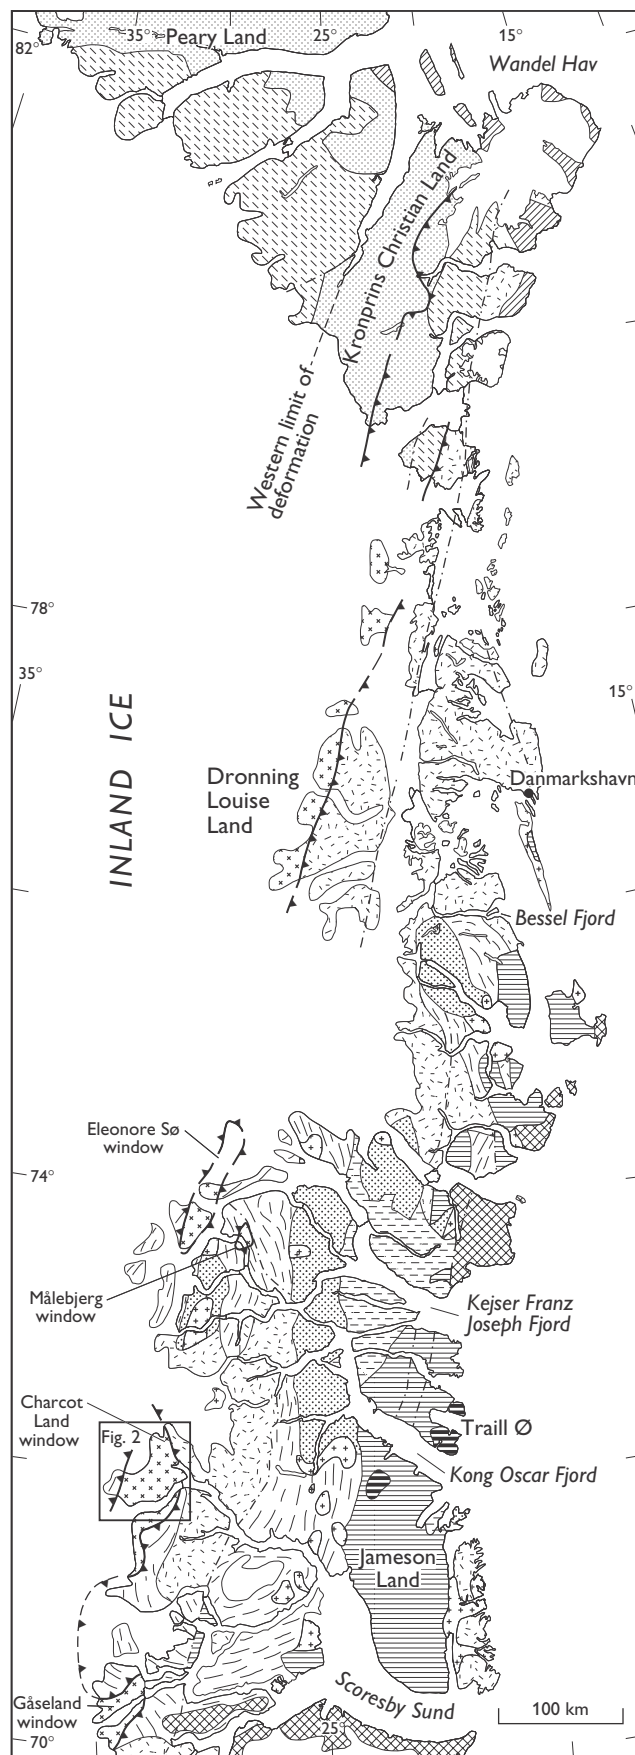 35°
Peary Land
25°
15°
82°
Wandel Hav
Kronprins Christian Land
Western limit of
deformation
78°
35°
15°
INLAND ICE
Dronning
Louise
Land
Danmarkshavn
Bessel Fjord
Eleonore Sø
window
74°
Målebjerg
window
Kejser Franz
Joseph Fjord
Charcot
Land
window
Fig. 2
Traill Ø
Kong Oscar Fjord
Jameson
Land
Scoresby Sund
Gåseland
window
100 km
25°
70°